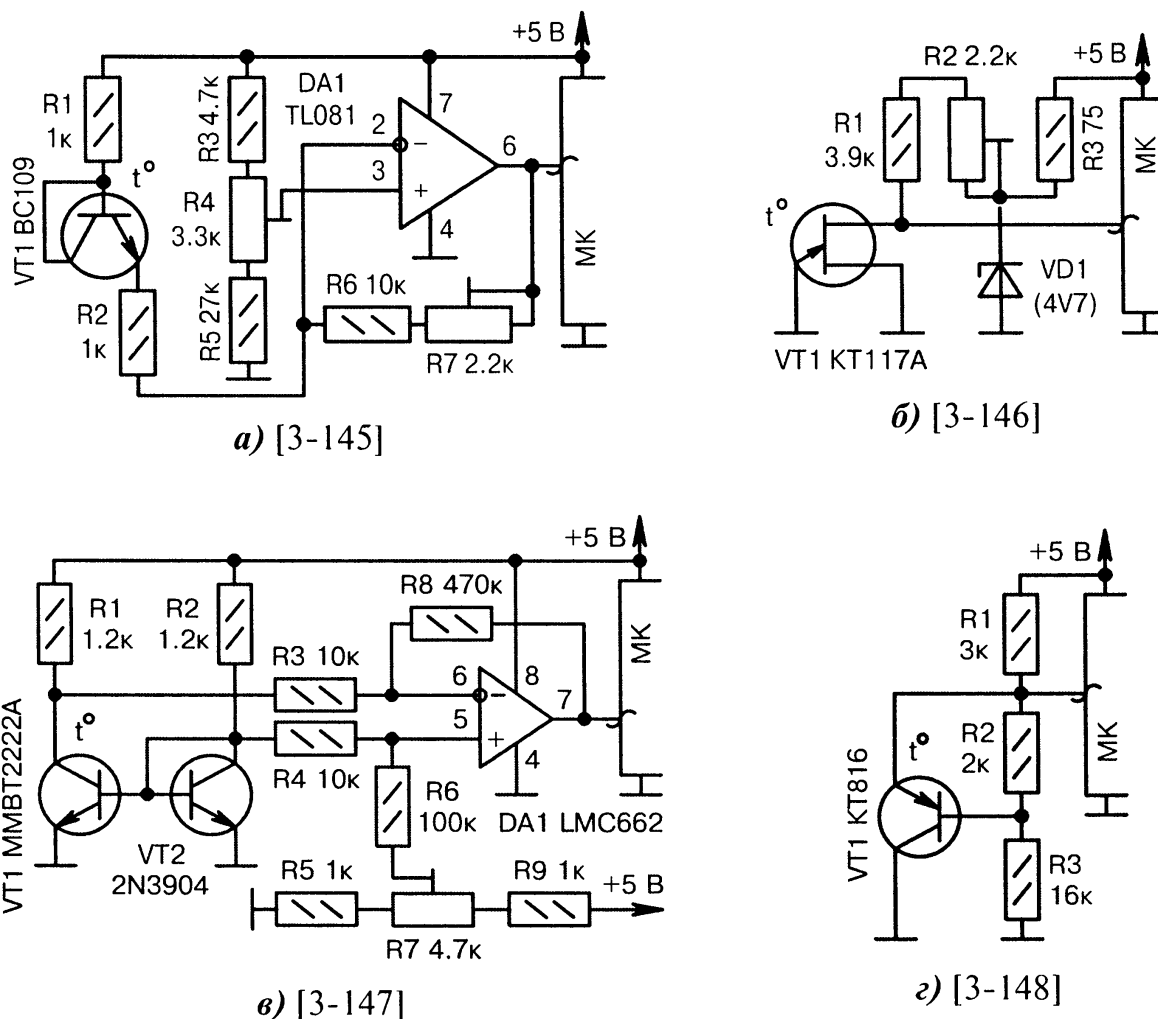 +5 В
R1
1к
R3 4.7к
DA1
TL081
7
2
−
3
+
6
4
t°
VT1 BC109
R4
3.3к
МК
R2
1к
R5 27к
R6 10к
R7 2.2к
а) [3-145]
+5 В
R2 2.2к
R1
3.9к
R3 75
МК
t°
VD1
(4V7)
VT1 КТ117А
б) [3-146]
+5 В
R1
1.2к
R2
1.2к
R8 470к
МК
R3 10к
6
−
8
7
5
+
4
t°
R4 10к
VT1 MMBT2222A
R6
100к
DA1 LMC662
VT2
2N3904
R5 1к
R9 1к
+5 В
R7 4.7к
в) [3-147]
+5 В
R1
3к
R2
2к
МК
t°
VT1 КТ816
R3
16к
г) [3-148]